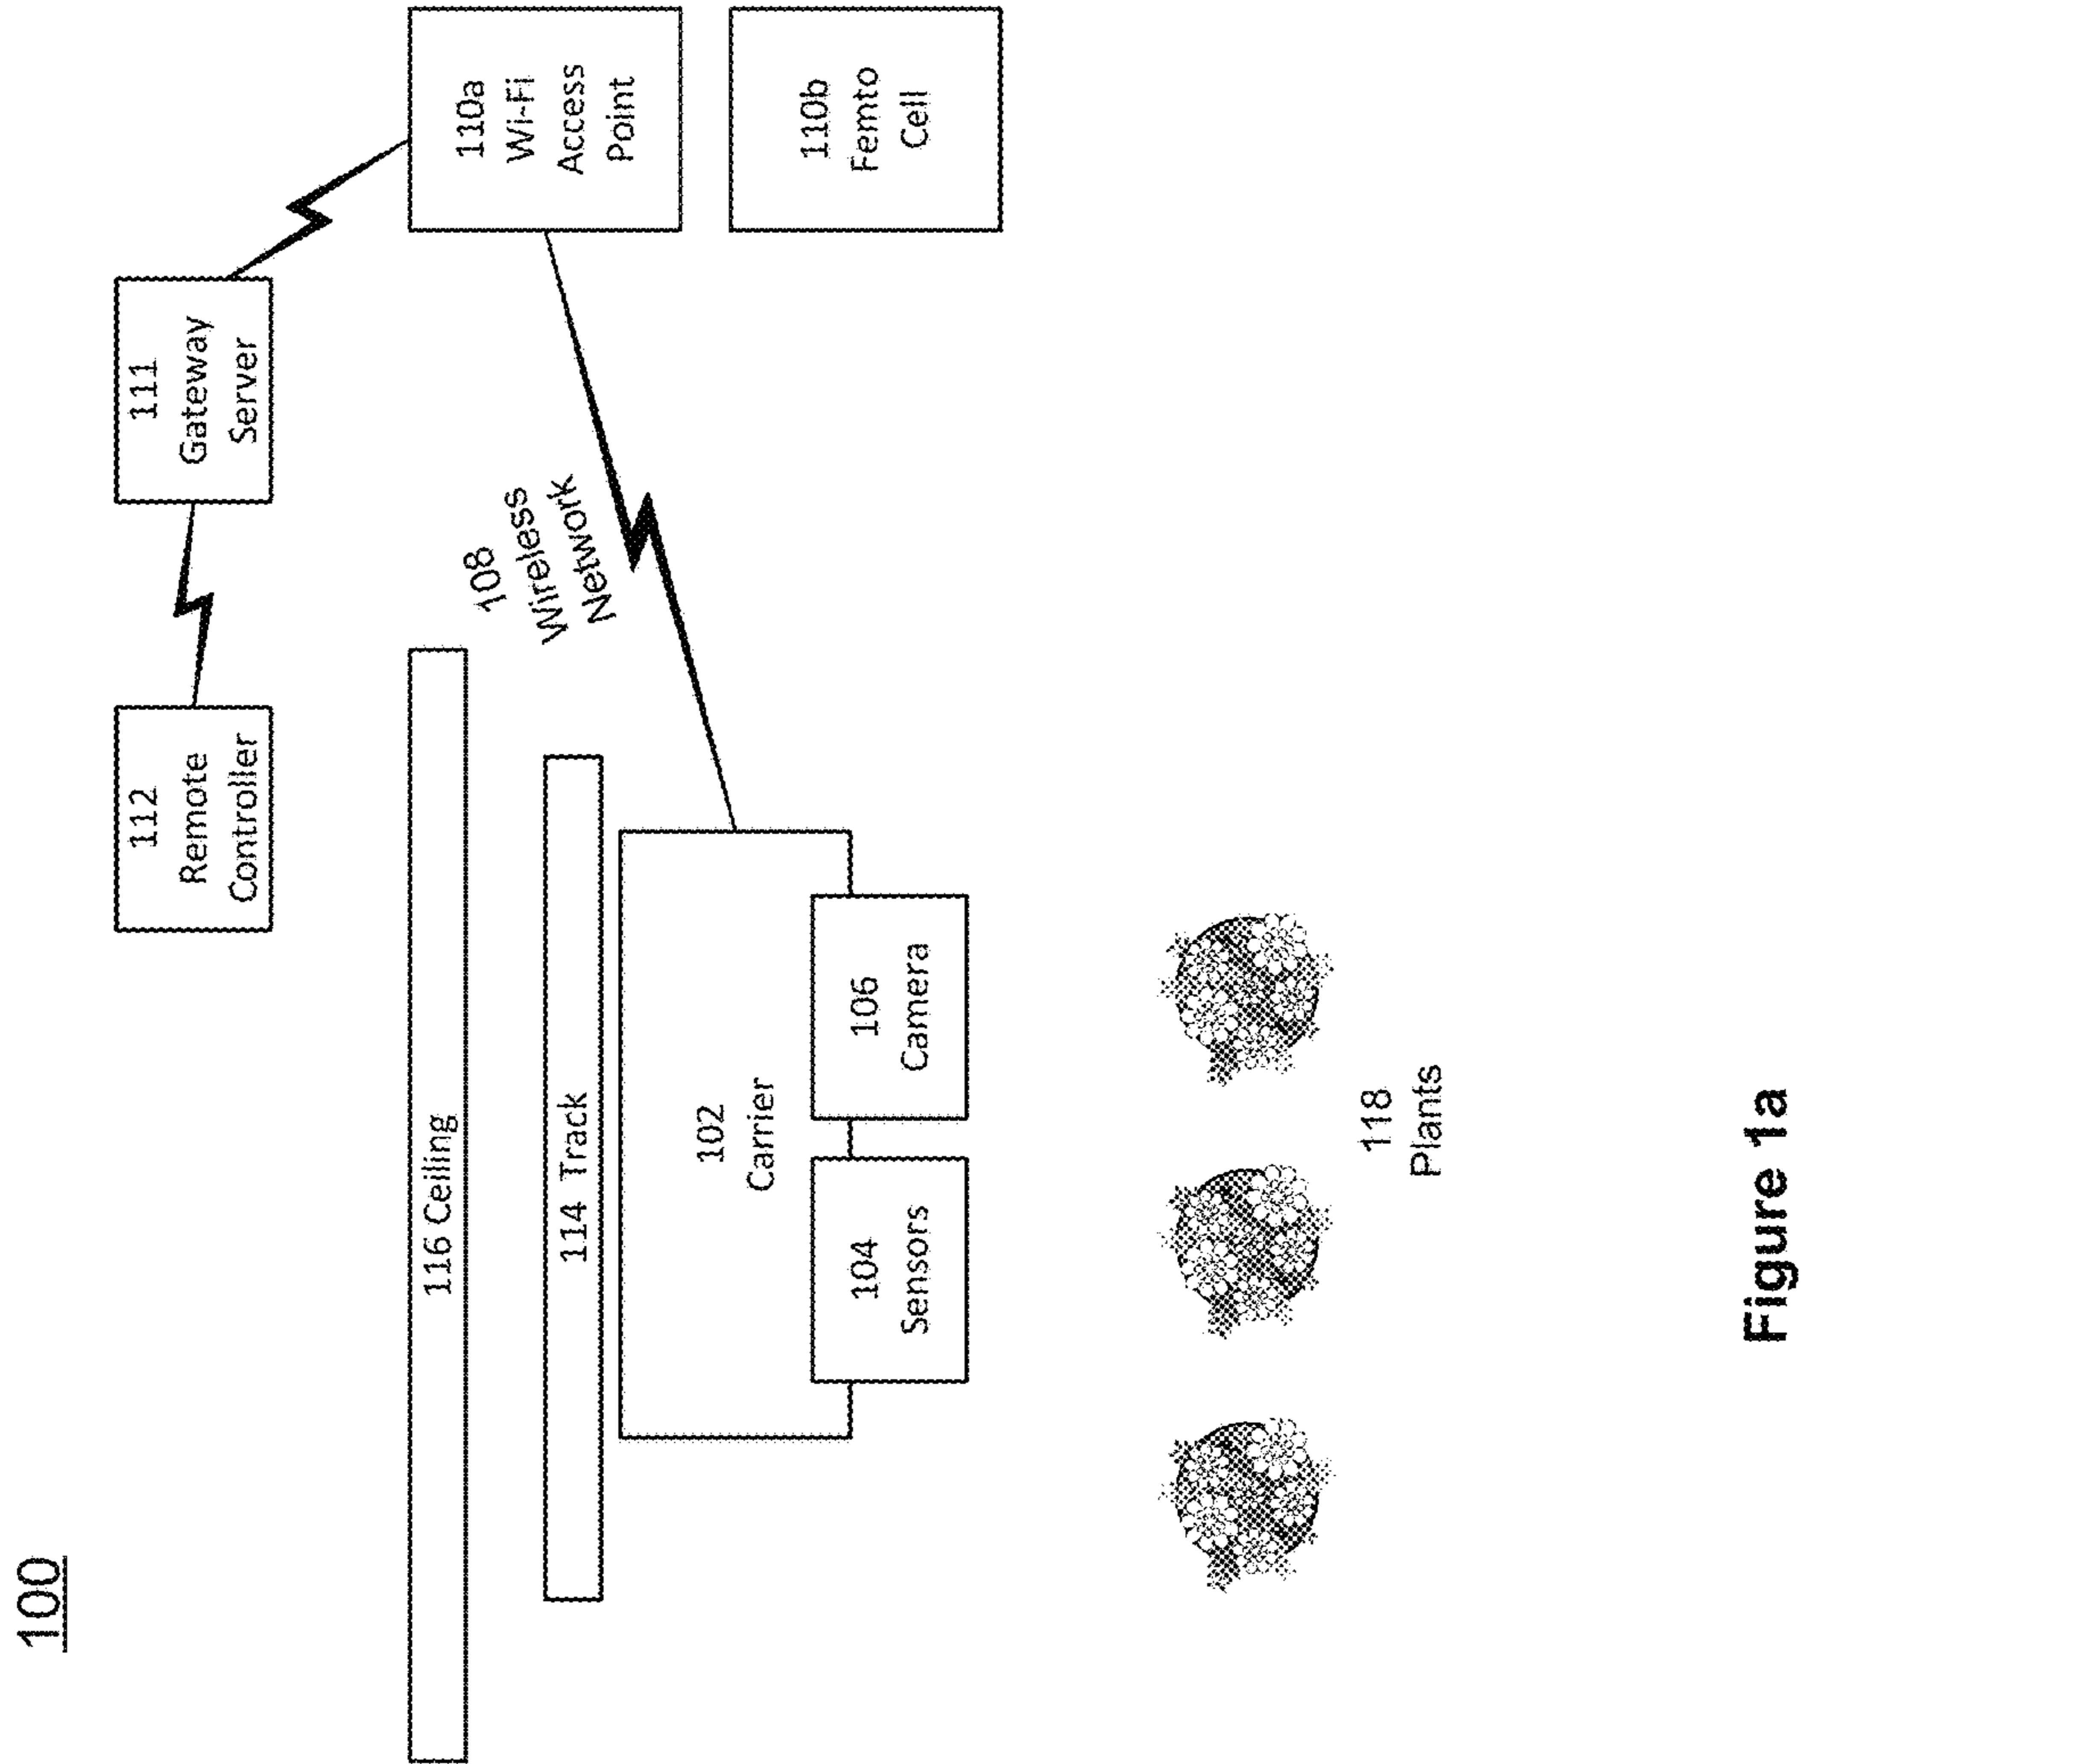 100
112
Remote
Controller
111
Gateway
Server
116 Ceiling
108
Wireless
Network
110a
Wi-Fi
Access
Point
114 Track
102
Carrier
104
Sensors
106
Camera
110b
Femto
Cell
118
Plants
Figure 1a